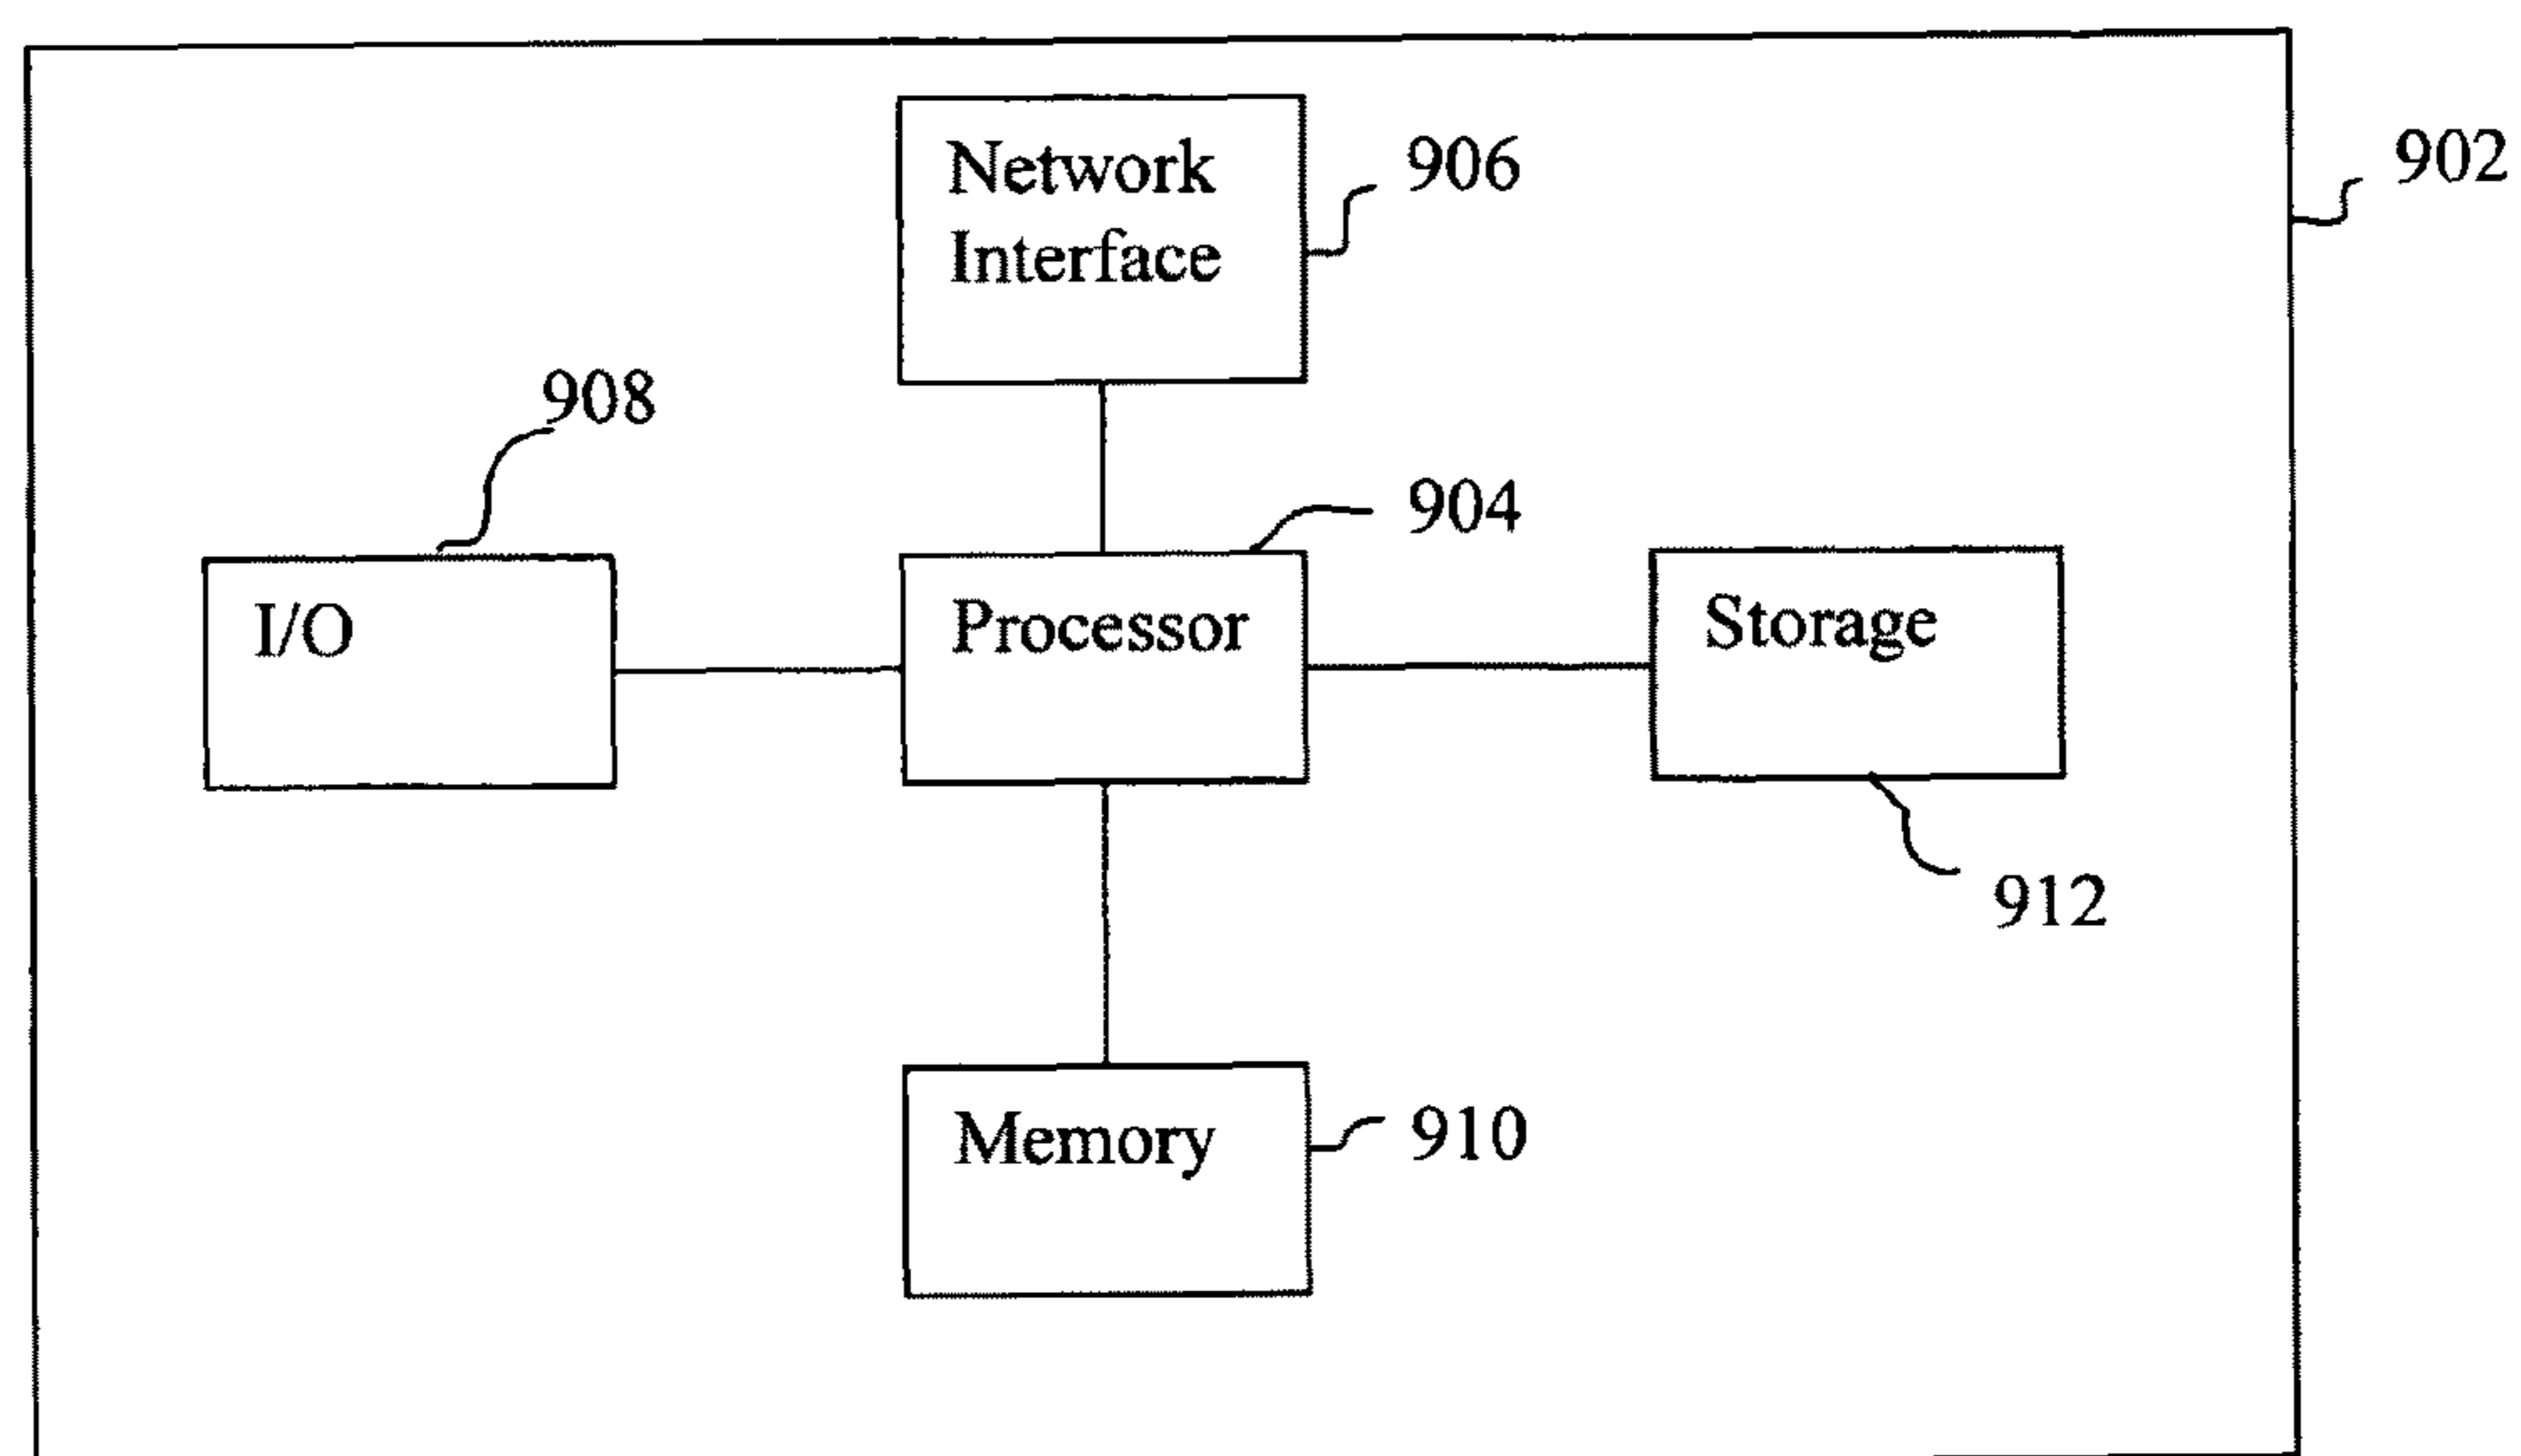 902
Network
Interface
906
908
904
I/O
Processor
Storage
912
Memory
910